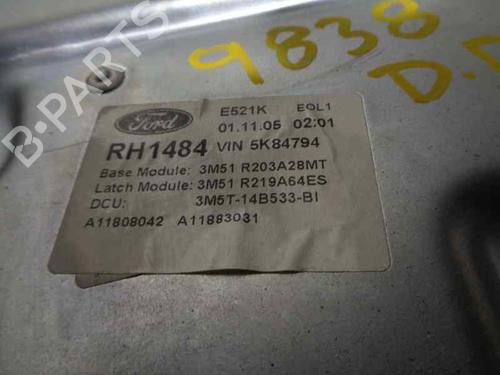 9838
D.D
B-PARTS
Ford
E521K EOL1
01.11.05 02:01
RH1484 VIN 5K84794
Base Module: 3M51 R203A28MT
Latch Module: 3M51 R219A64ES
DCU: 3M5T-14B533-BI
A11808042 A11883031